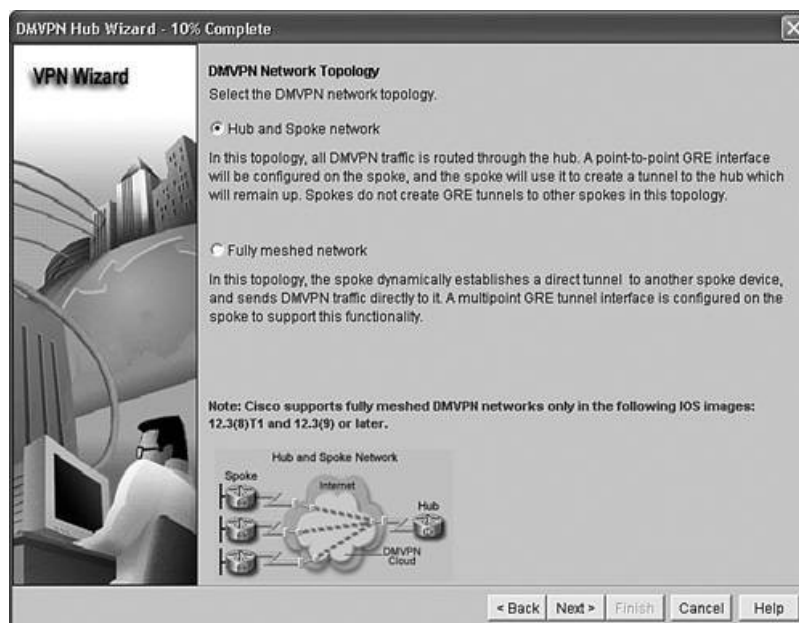 DMVPN Hub Wizard - 10% Complete
VPN Wizard
DMVPN Network Topology
Select the DMVPN network topology.
Hub and Spoke network
In this topology, all DMVPN traffic is routed through the hub. A point-to-point GRE interface
will be configured on the spoke, and the spoke will use it to create a tunnel to the hub which
will remain up. Spokes do not create GRE tunnels to other spokes in this topology.
Fully meshed network
In this topology, the spoke dynamically establishes a direct tunnel to another spoke device,
and sends DMVPN traffic directly to it. A multipoint GRE tunnel interface is configured on the
spoke to support this functionality.
Note: Cisco supports fully meshed DMVPN networks only in the following IOS images:
12.3(8)T1 and 12.3(9) or later.
Hub and Spoke Network
Spoke
Internet
Hub
DMVPN
Cloud
< Back
Next >
Finish
Cancel
Help